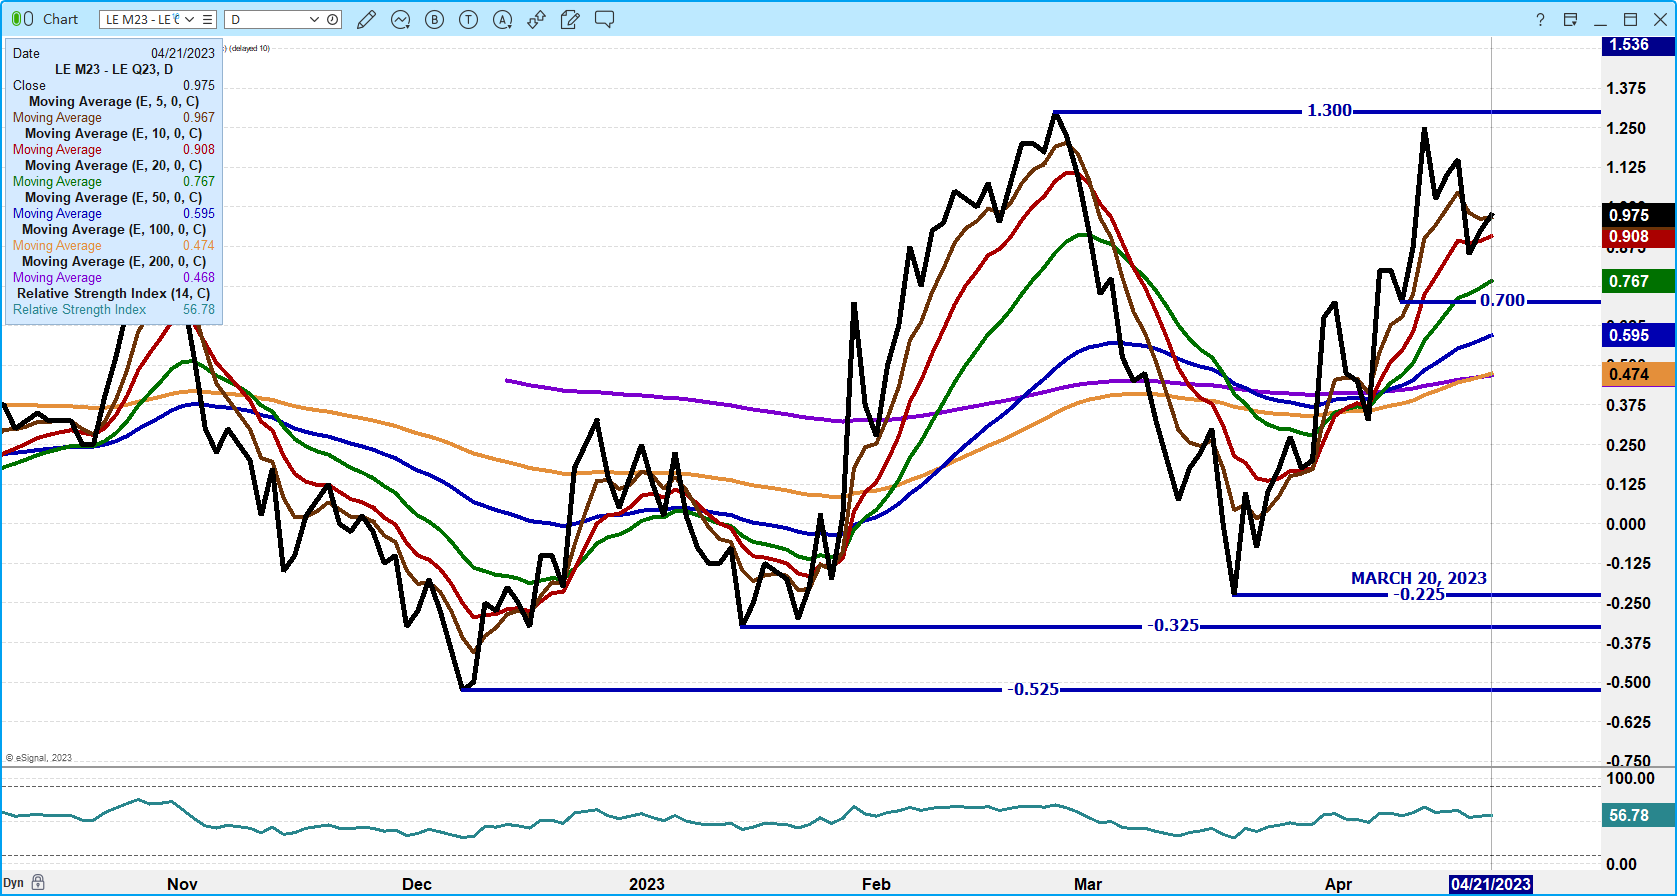 Chart
LE M23 - LE
D
B
T
A
?
Date 04/21/2023
LE M23 - LE Q23, D
Close 0.975
Moving Average (E, 5, 0, C)
Moving Average 0.967
Moving Average (E, 10, 0, C)
Moving Average 0.908
Moving Average (E, 20, 0, C)
Moving Average 0.767
Moving Average (E, 50, 0, C)
Moving Average 0.595
Moving Average (E, 100, 0, C)
Moving Average 0.474
Moving Average (E, 200, 0, C)
Moving Average 0.468
Relative Strength Index (14, C)
Relative Strength Index 56.78
(delayed 10)
1.300
0.700
MARCH 20, 2023
-0.225
-0.325
-0.525
1.536
1.375
1.250
1.125
0.975
0.908
0.767
0.595
0.474
0.375
0.250
0.125
0.000
-0.125
-0.250
-0.375
-0.500
-0.625
-0.750
© eSignal, 2023
100.00
56.78
0.00
Dyn
Nov Dec 2023 Feb Mar Apr 04/21/2023